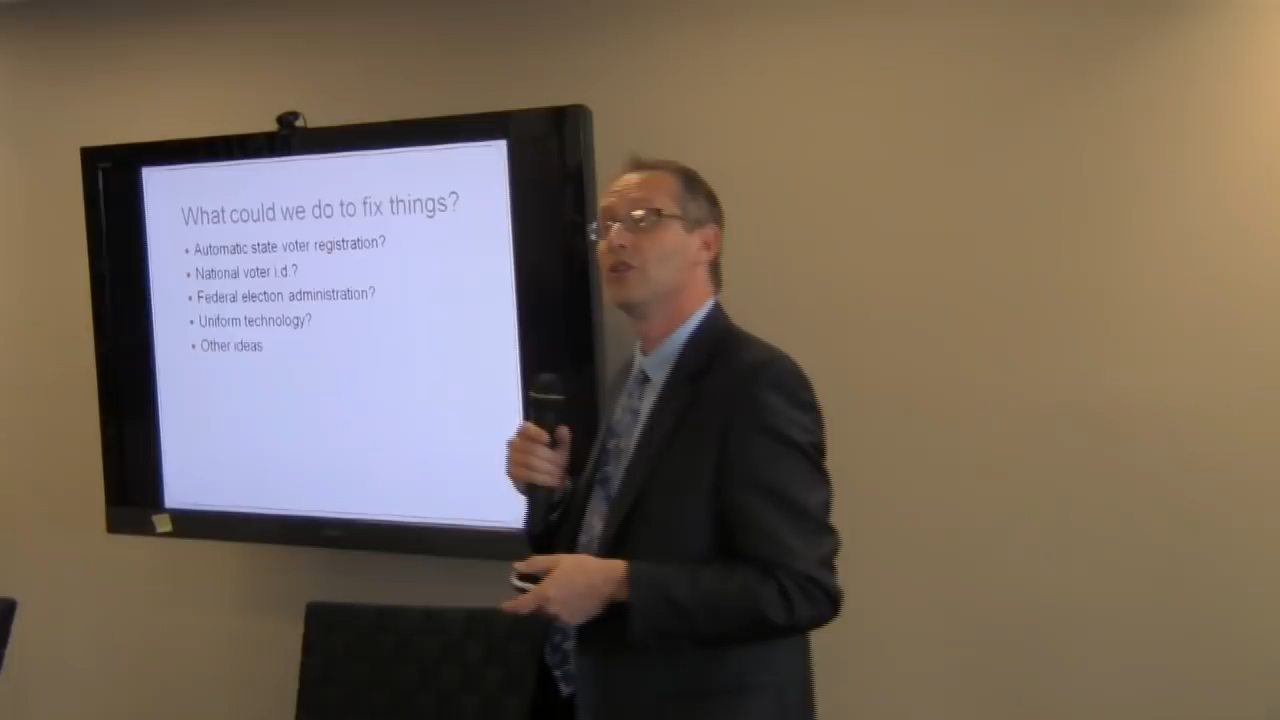 What could we do to fix things?
• Automatic state voter registration?
• National voter i.d.?
• Federal election administration?
• Uniform technology?
• Other ideas